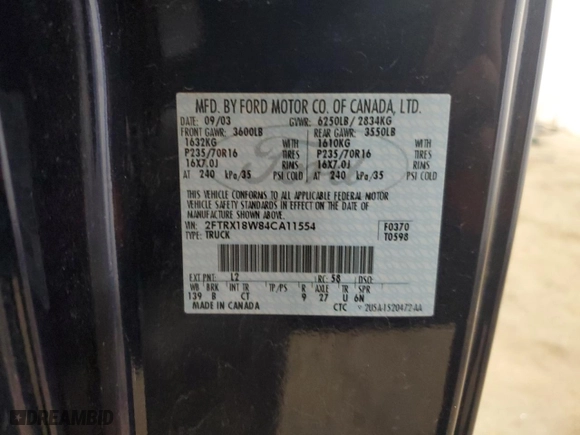 MFD. BY FORD MOTOR CO. OF CANADA, LTD.
DATE: 09/03 GVWR: 6250LB/ 2834KG
FRONT GAWR: 3600LB REAR GAWR: 3550LB
1632KG 1610KG
P235/70R16 TIRES P235/70R16 TIRES
16X7.0J RIMS 16X7.0J RIMS
AT 240 kPa/35 PSI COLD AT 240 kPa/35 PSI COLD
THIS VEHICLE CONFORMS TO ALL APPLICABLE FEDERAL MOTOR
VEHICLE SAFETY STANDARDS IN EFFECT ON THE DATE OF
MANUFACTURE SHOWN ABOVE.
VIN: 2FTRX18W84CA11554 F0370
TYPE: TRUCK T0598
EXT PNT: L2 RC: 58 DSO:
WB BRK INT TR TP/PS R AXLE TR SPR
139 B CT 9 27 U 6N
MADE IN CANADA CTC 2USA-1520472-AA
Ford
DREAMBID